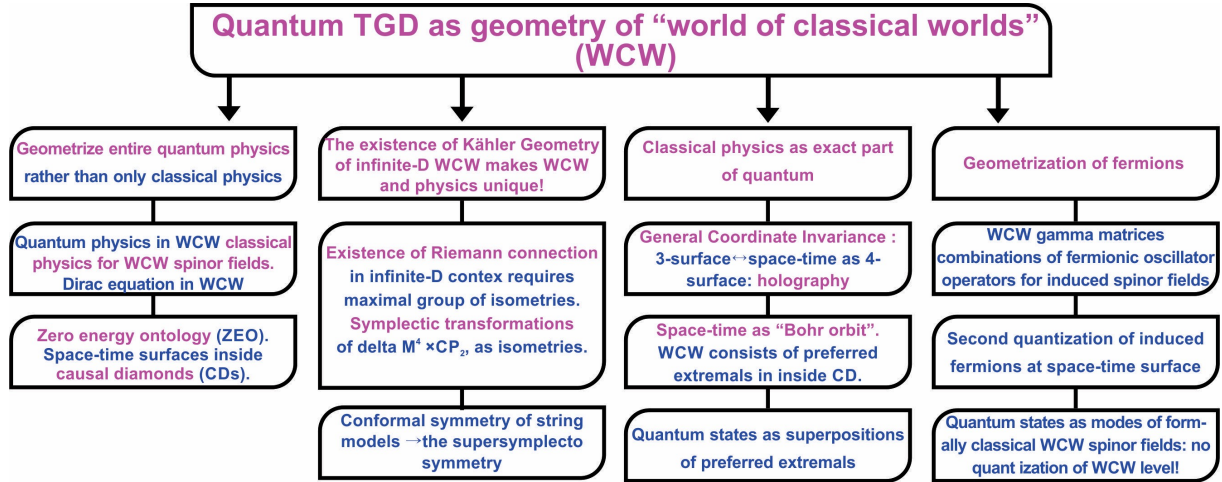 Quantum TGD as geometry of “world of classical worlds”
(WCW)
Geometrize entire quantum physics
rather than only classical physics
Quantum physics in WCW classical
physics for WCW spinor fields.
Dirac equation in WCW
Zero energy ontology (ZEO).
Space-time surfaces inside
causal diamonds (CDs).
The existence of Kähler Geometry
of infinite-D WCW makes WCW
and physics unique!
Existence of Riemann connection
in infinite-D contex requires
maximal group of isometries.
Symplectic transformations
of delta M⁴ ×CP₂, as isometries.
Conformal symmetry of string
models →the supersymplecto
symmetry
Classical physics as exact part
of quantum
General Coordinate Invariance :
3-surface↔space-time as 4-
surface: holography
Space-time as “Bohr orbit”.
WCW consists of preferred
extremals in inside CD.
Quantum states as superpositions
of preferred extremals
Geometrization of fermions
WCW gamma matrices
combinations of fermionic oscillator
operators for induced spinor fields
Second quantization of induced
fermions at space-time surface
Quantum states as modes of form-
ally classical WCW spinor fields: no
quant ization of WCW level!